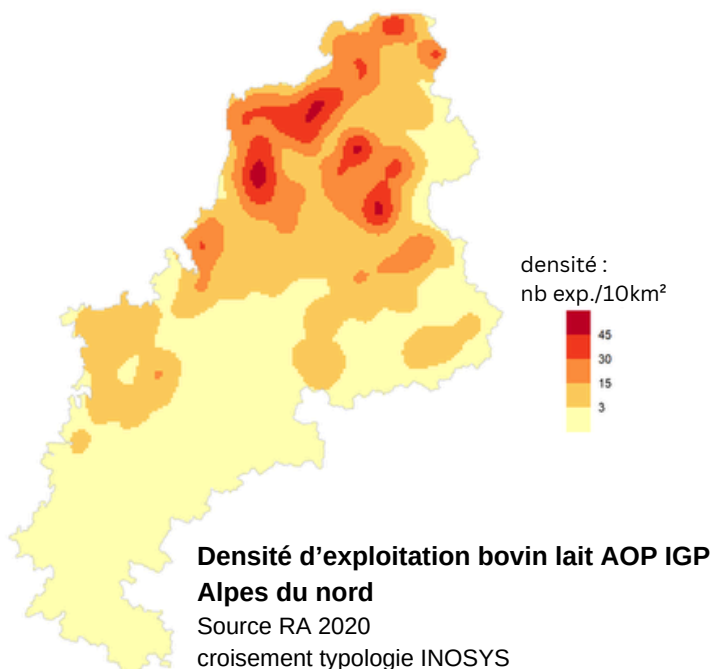 densité :
nb exp./10km²
45
30
15
3
Densité d’exploitation bovin lait AOP IGP
Alpes du nord
Source RA 2020
croisement typologie INOSYS